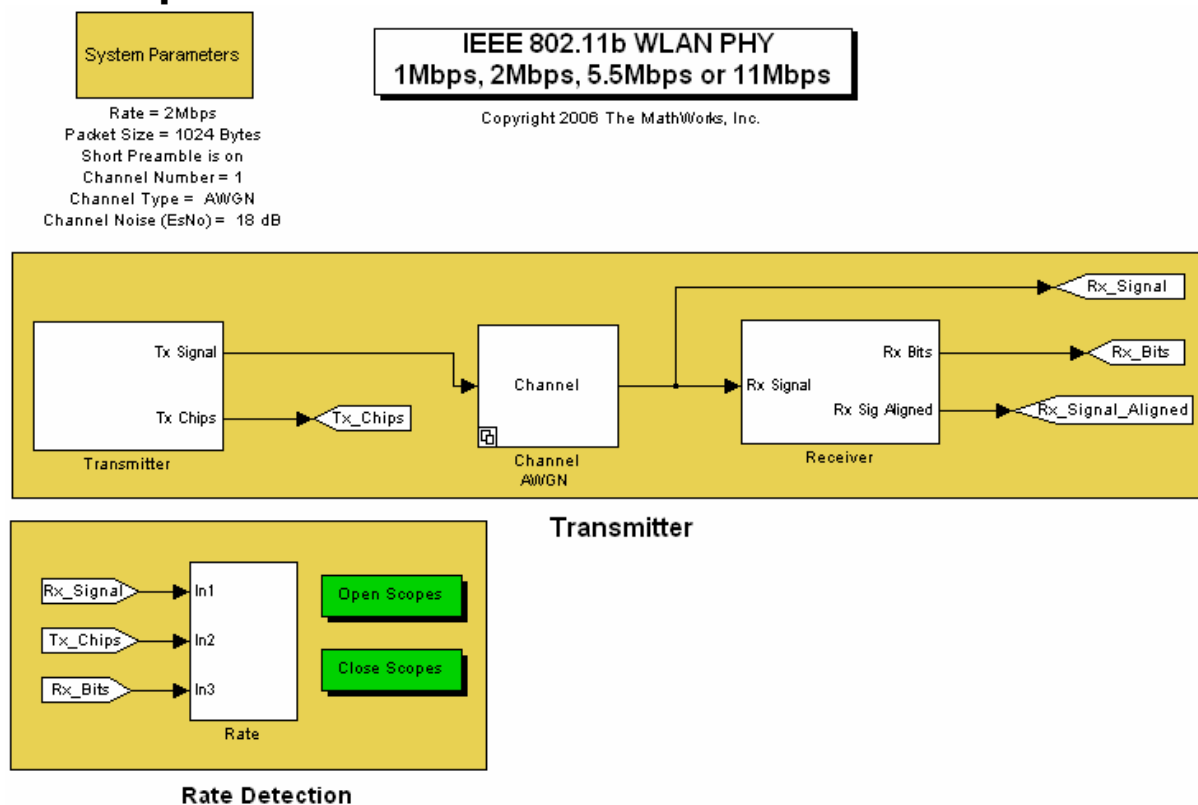 System Parameters
Rate = 2Mbps
Packet Size = 1024 Bytes
Short Preamble is on
Channel Number = 1
Channel Type = AWGN
Channel Noise (EsNo) = 18 dB
IEEE 802.11b WLAN PHY
1Mbps, 2Mbps, 5.5Mbps or 11Mbps
Copyright 2006 The MathWorks, Inc.
Tx Signal
Tx Chips
Transmitter
Tx_Chips
Channel
Channel
AWGN
Rx Signal
Rx Bits
Rx Sig Aligned
Receiver
Rx_Signal
Rx_Bits
Rx_Signal_Aligned
Transmitter
Rx_Signal
Tx_Chips
Rx_Bits
In1
In2
In3
Rate
Open Scopes
Close Scopes
Rate Detection